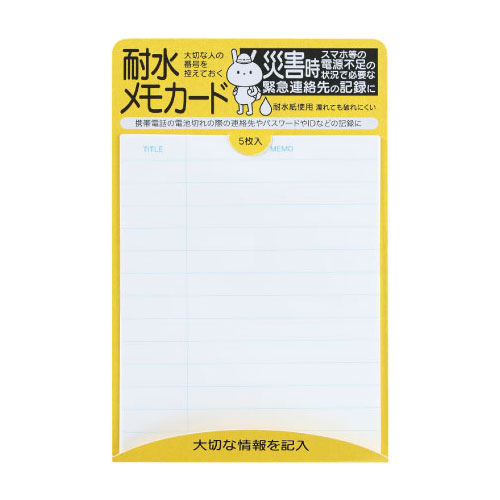 耐水
メモカード
大切な人の
番号を
控えておく
災害時
スマホ等の
電源不足の
状況で必要な
緊急連絡先の記録に
耐水紙使用 濡れても破れにくい
携帯電話の電池切れの際の連絡先やパスワードやIDなどの記録に
5枚入
TITLE
MEMO
大切な情報を記入